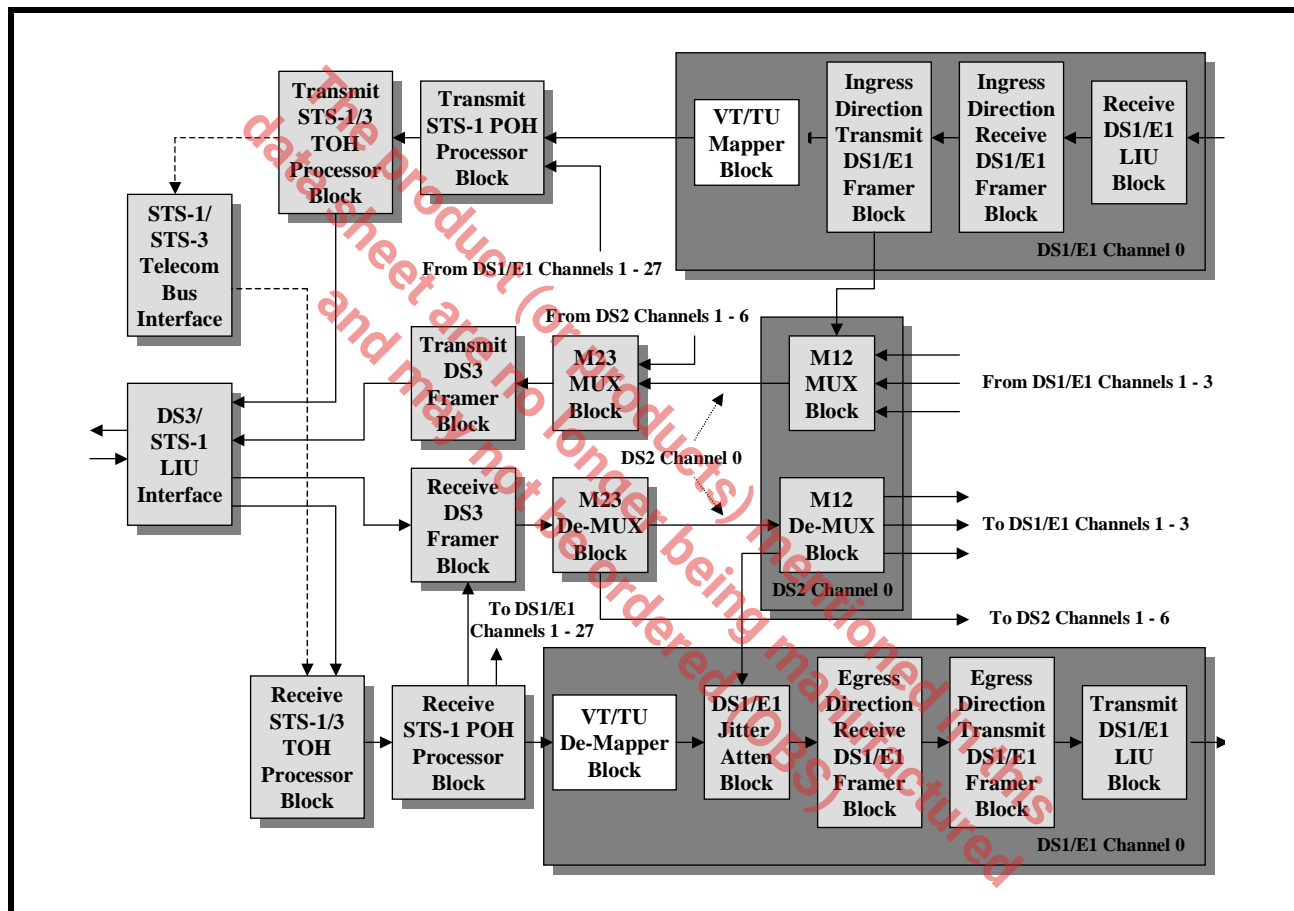 Transmit
STS-1/3
TOH
Processor
Block
Transmit
STS-1 POH
Processor
Block
VT/TU
Mapper
Block
Ingress
Direction
Transmit
DS1/E1
Framer
Block
Ingress
Direction
Receive
DS1/E1
Framer
Block
Receive
DS1/E1
LIU
Block
DS1/E1 Channel 0
STS-1/
STS-3
Telecom
Bus
Interface
From DS1/E1 Channels 1 - 27
From DS2 Channels 1 - 6
Transmit
DS3
Framer
Block
M23
MUX
Block
M12
MUX
Block
From DS1/E1 Channels 1 - 3
DS3/
STS-1
LIU
Interface
DS2 Channel 0
Receive
DS3
Framer
Block
M23
De-MUX
Block
M12
De-MUX
Block
To DS1/E1 Channels 1 - 3
DS2 Channel 0
To DS1/E1
Channels 1 - 27
To DS2 Channels 1 - 6
Receive
STS-1/3
TOH
Processor
Block
Receive
STS-1 POH
Processor
Block
VT/TU
De-Mapper
Block
DS1/E1
Jitter
Atten
Block
Egress
Direction
Receive
DS1/E1
Framer
Block
Egress
Direction
Transmit
DS1/E1
Framer
Block
Transmit
DS1/E1
LIU
Block
DS1/E1 Channel 0
The product (or products) mentioned in this
data sheet are no longer being manufactured
and may not be ordered (OBS)